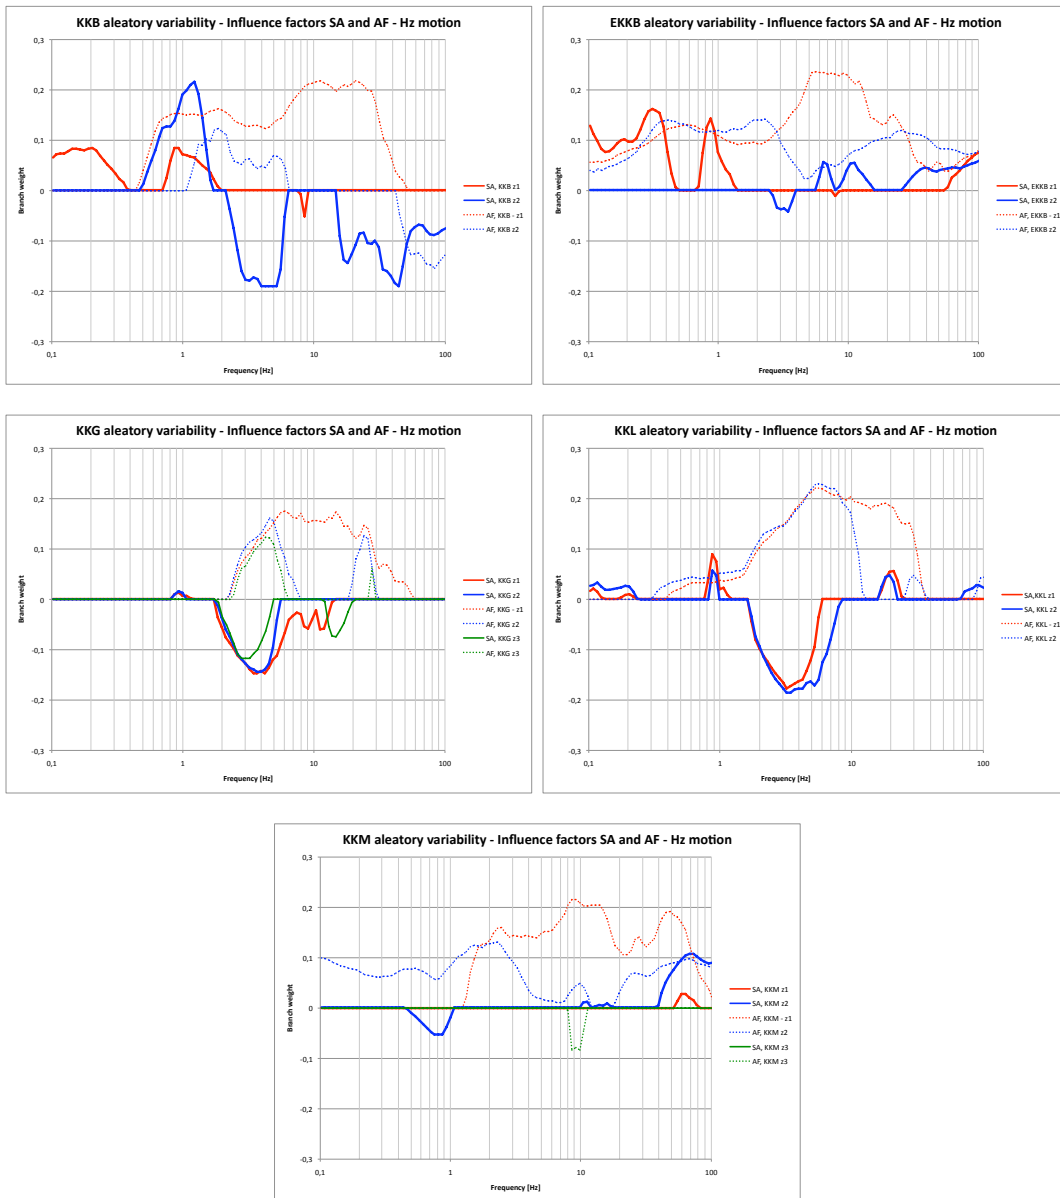 KKB aleatory variability - Influence factors SA and AF - Hz motion
0,3
0,2
0,1
0
-0,1
-0,2
-0,3
Branch weight
0,1
1
10
100
Frequency [Hz]
SA, KKB z1
SA, KKB z2
AF, KKB - z1
AF, KKB z2
EKKB aleatory variability - Influence factors SA and AF - Hz motion
0,3
0,2
0,1
0
-0,1
-0,2
-0,3
Branch weight
0,1
1
10
100
Frequency [Hz]
SA, EKKB z1
SA, EKKB z2
AF, EKKB - z1
AF, EKKB z2
KKG aleatory variability - Influence factors SA and AF - Hz motion
0,3
0,2
0,1
0
-0,1
-0,2
-0,3
Branch weight
0,1
1
10
100
Frequency [Hz]
SA, KKG z1
SA, KKG z2
AF, KKG - z1
AF, KKG z2
SA, KKG z3
AF, KKG z3
KKL aleatory variability - Influence factors SA and AF - Hz motion
0,3
0,2
0,1
0
-0,1
-0,2
-0,3
Branch weight
0,1
1
10
100
Frequency [Hz]
SA, KKL z1
SA, KKL z2
AF, KKL - z1
AF, KKL z2
KKM aleatory variability - Influence factors SA and AF - Hz motion
0,3
0,2
0,1
0
-0,1
-0,2
-0,3
Branch weight
0,1
1
10
100
Frequency [Hz]
SA, KKM z1
SA, KKM z2
AF, KKM - z1
AF, KKM z2
SA, KKM z3
AF, KKM z3